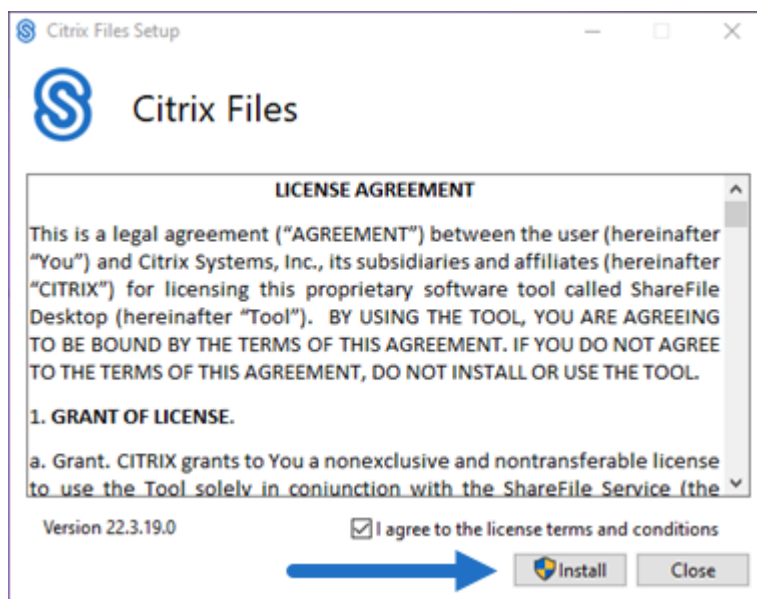 Citrix Files Setup
Citrix Files
LICENSE AGREEMENT
This is a legal agreement (“AGREEMENT”) between the user (hereinafter
“You”) and Citrix Systems, Inc., its subsidiaries and affiliates (hereinafter
“CITRIX”) for licensing this proprietary software tool called ShareFile
Desktop (hereinafter “Tool”). BY USING THE TOOL, YOU ARE AGREEING
TO BE BOUND BY THE TERMS OF THIS AGREEMENT. IF YOU DO NOT AGREE
TO THE TERMS OF THIS AGREEMENT, DO NOT INSTALL OR USE THE TOOL.
1. GRANT OF LICENSE.
a. Grant. CITRIX grants to You a nonexclusive and nontransferable license
to use the Tool solely in conjunction with the ShareFile Service (the
Version 22.3.19.0
I agree to the license terms and conditions
Install
Close